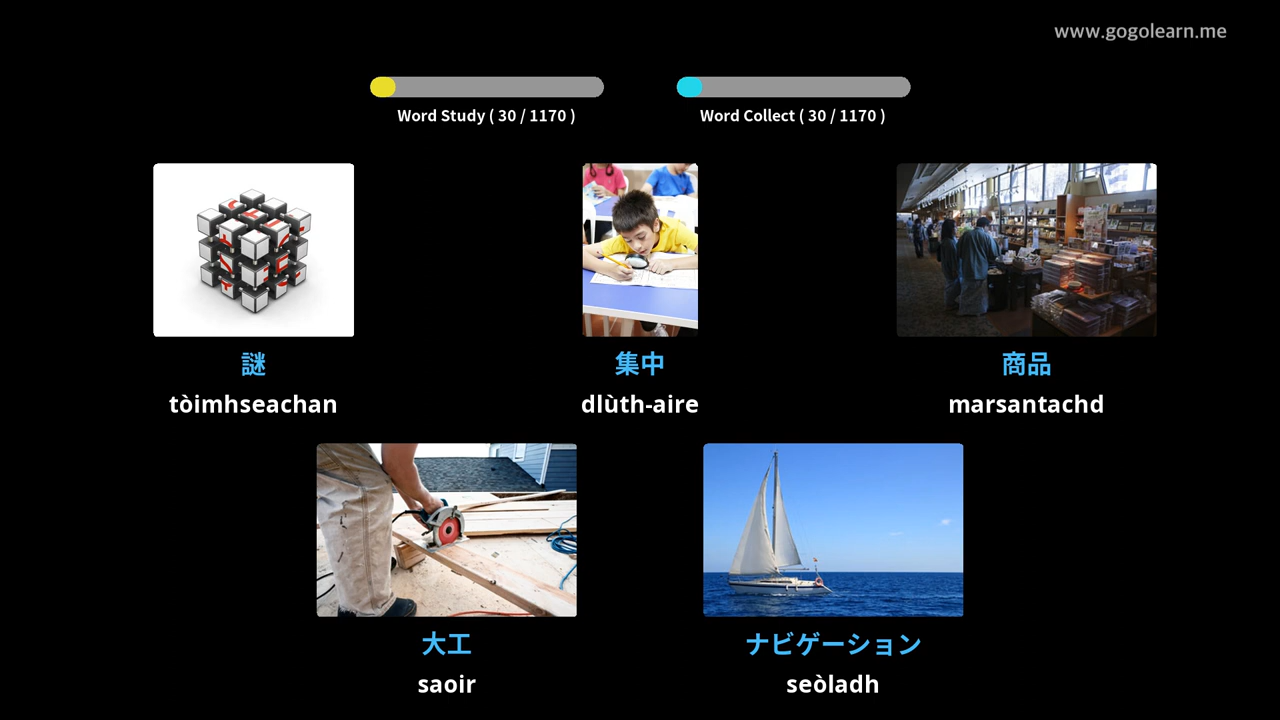 www.gogolearn.me
Word Study ( 30 / 1170 )
Word Collect ( 30 / 1170 )
謎
tòimhseachan
集中
dlùth-aire
商品
marsantachd
大工
saoir
ナビゲーション
seòladh